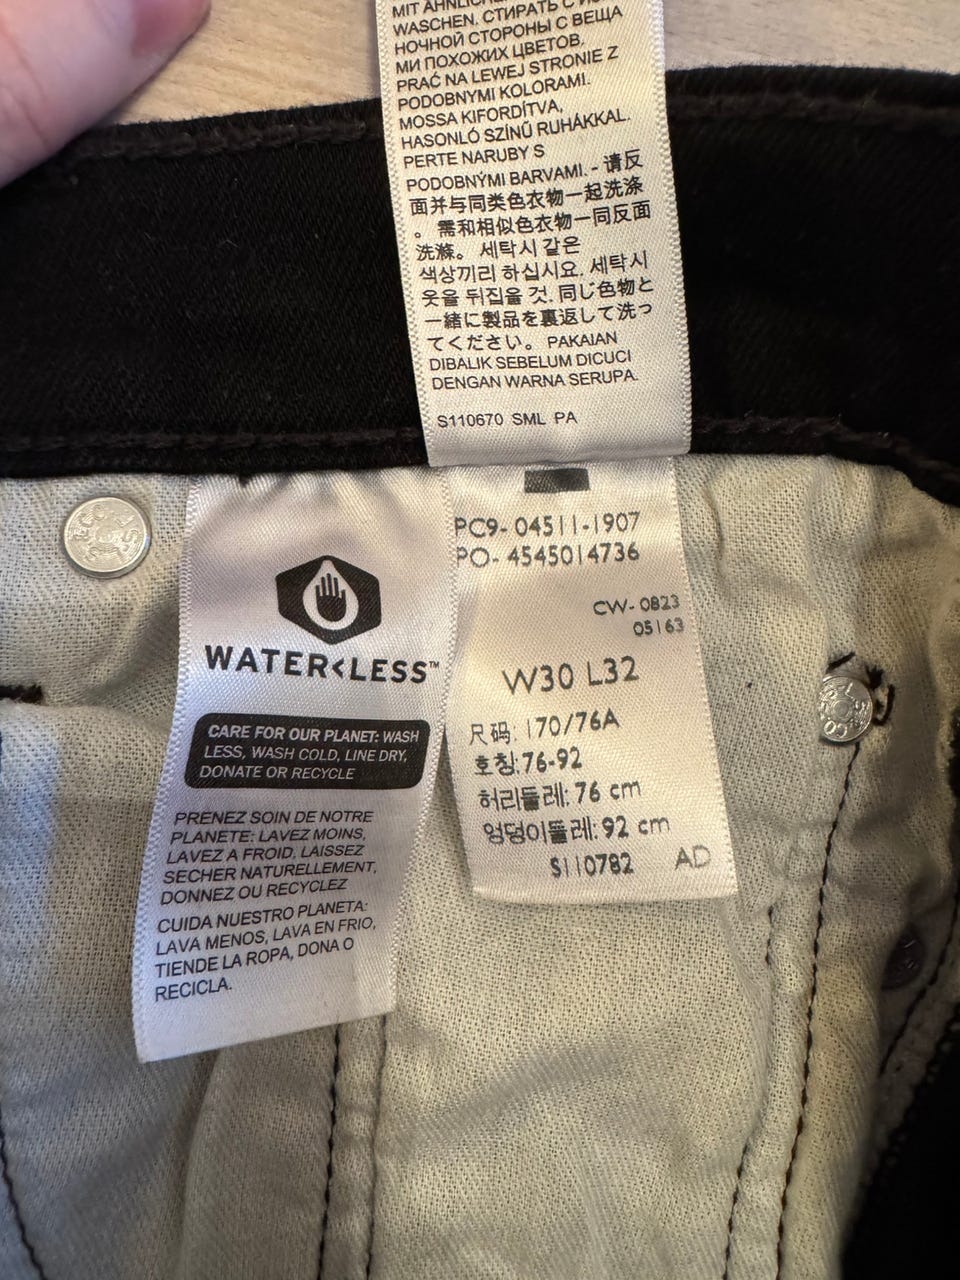 MIT ÄHNLICHE
WASCHEN. СТИРАТЬ С
НОЧНОЙ СТОРОНЫ С ВЕЩА
МИ ПОХОЖИХ ЦВЕТОВ.
PRAĆ NA LEWEJ STRONIE Z
PODOBNYMI KOLORAMI.
MOSSA KIFORDÍTVA,
HASONLÓ SZÍNŰ RUHÁKKAL.
PERTE NARUBY S
PODOBNÝMI BARVAMI. - 请反
面并与同类色衣物一起洗涤
。需和相似色衣物一同反面
洗滌。 세탁시 같은
색상끼리 하십시요. 세탁시
옷을 뒤집을 것. 同じ色物と
一緒に製品を裏返して洗っ
てください。 PAKAIAN
DIBALIK SEBELUM DICUCI
DENGAN WARNA SERUPA.
S110670 SML PA
WATER<LESS™
CARE FOR OUR PLANET: WASH
LESS, WASH COLD, LINE DRY,
DONATE OR RECYCLE
PRENEZ SOIN DE NOTRE
PLANETE: LAVEZ MOINS,
LAVEZ A FROID, LAISSEZ
SECHER NATURELLEMENT,
DONNEZ OU RECYCLEZ
CUIDA NUESTRO PLANETA:
LAVA MENOS, LAVA EN FRIO,
TIENDE LA ROPA, DONA O
RECICLA.
PC9- 04511-1907
PO- 4545014736
CW- 0823
05163
W30 L32
尺码: 170/76A
호칭: 76-92
허리둘레: 76 cm
엉덩이둘레: 92 cm
S110782 AD